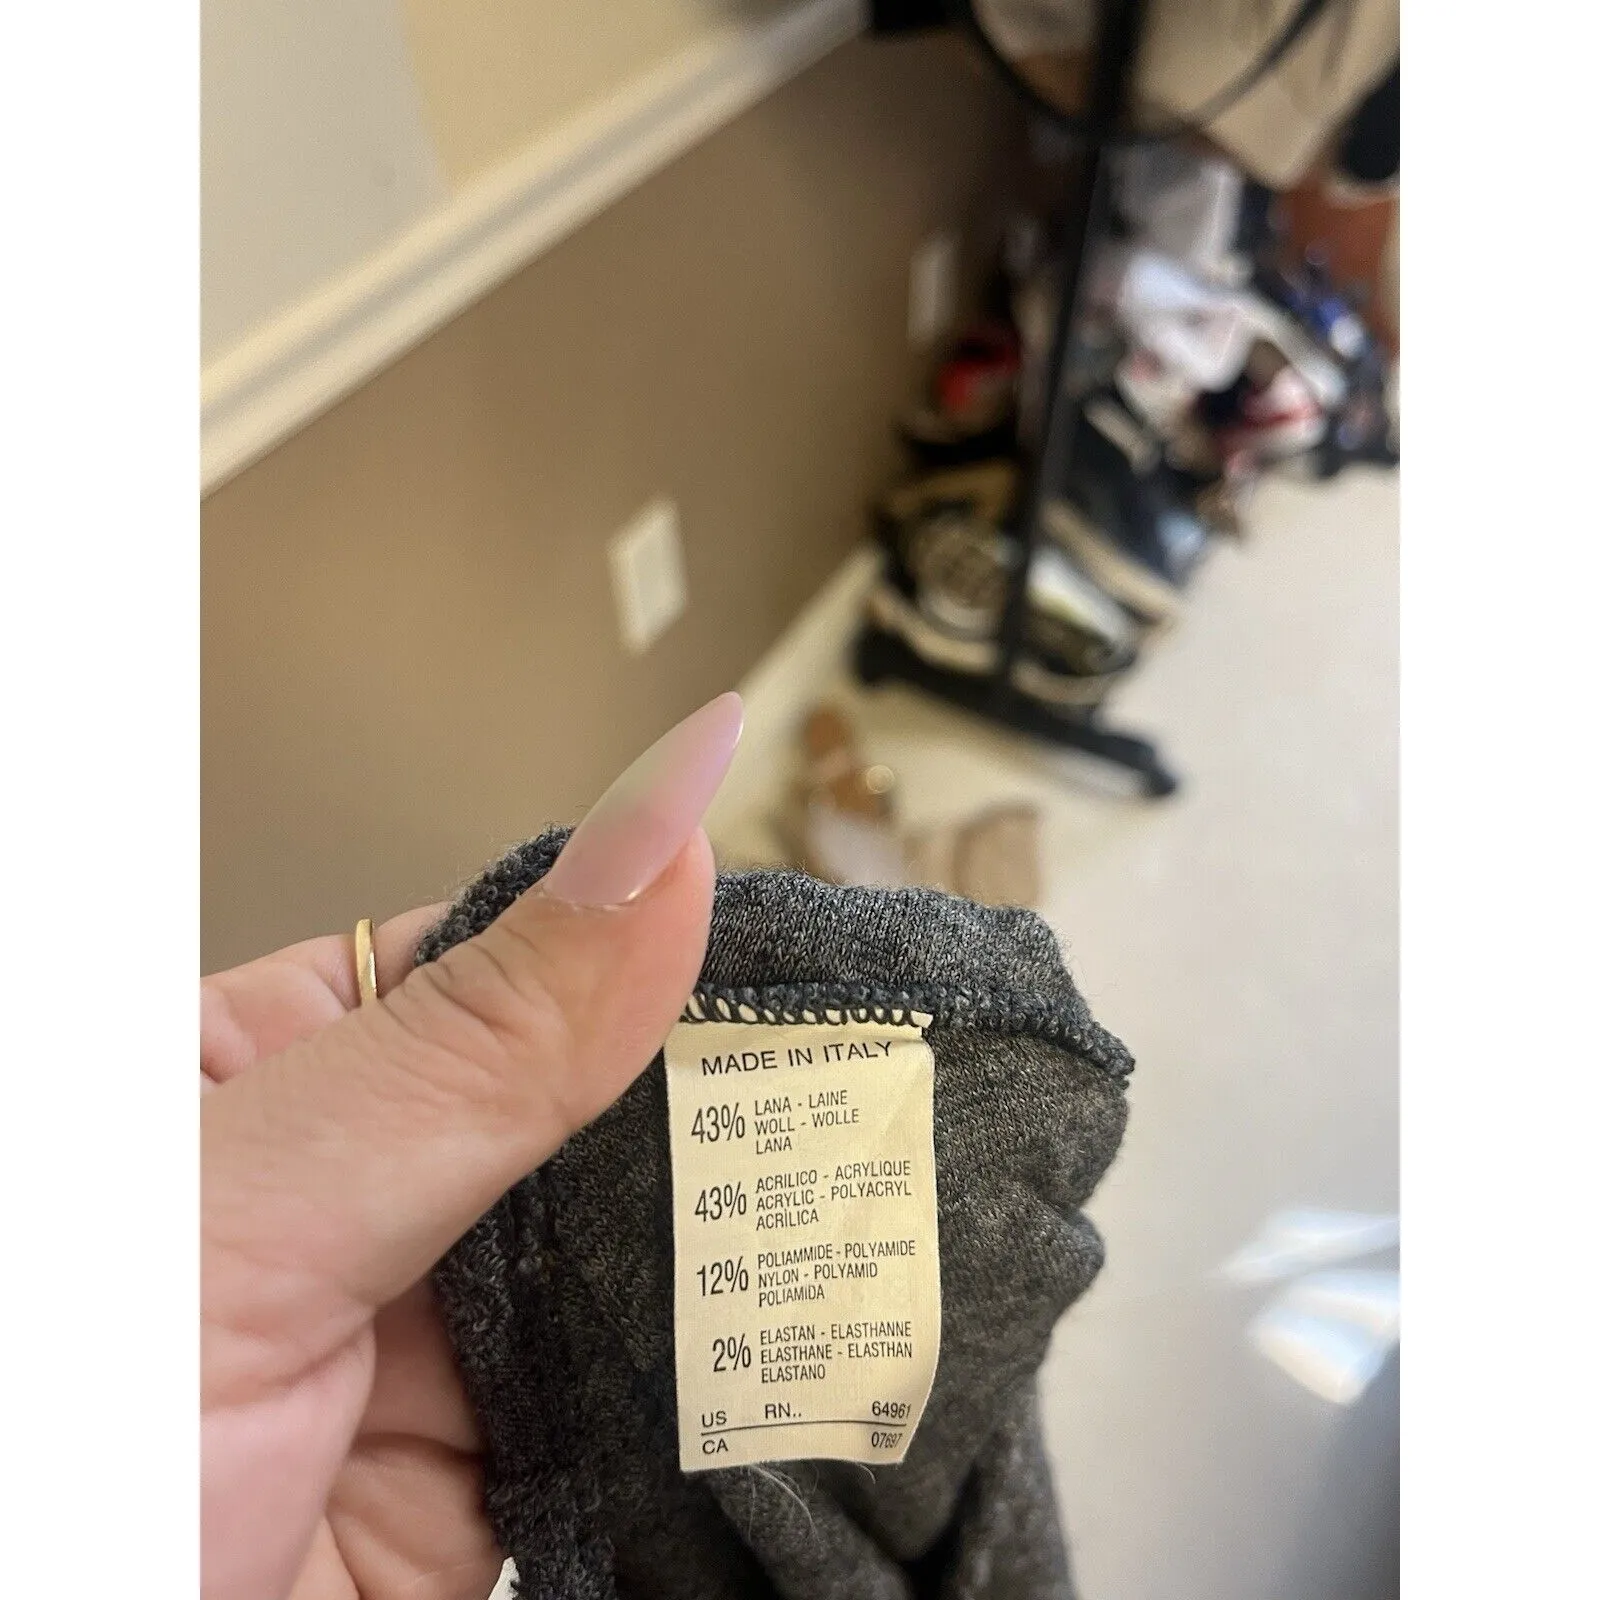 MADE IN ITALY
43% LANA - LAINE
WOLL - WOLLE
LANA
43% ACRILICO - ACRYLIQUE
ACRYLIC - POLYACRYL
ACRÌLICA
12% POLIAMMIDE - POLYAMIDE
NYLON - POLYAMID
POLIAMIDA
2% ELASTAN - ELASTHANNE
ELASTHANE - ELASTHAN
ELASTANO
US RN.. 64961
CA 07697